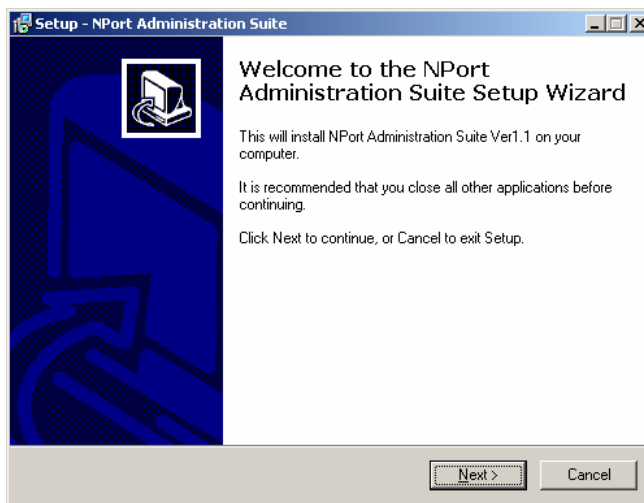 Setup - NPort Administration Suite
Welcome to the NPort
Administration Suite Setup Wizard
This will install NPort Administration Suite Ver1.1 on your
computer.
It is recommended that you close all other applications before
continuing.
Click Next to continue, or Cancel to exit Setup.
Next >
Cancel